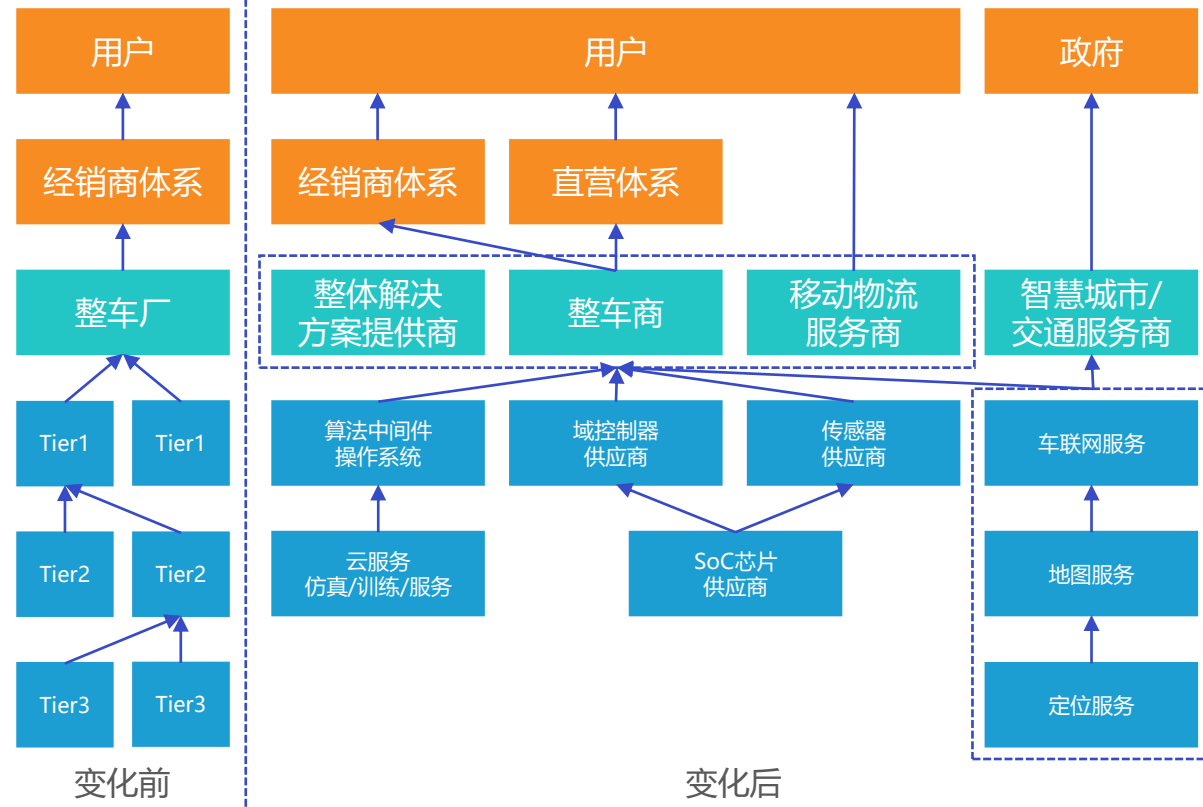 用户
用户
政府
经销商体系
经销商体系
直营体系
整车厂
整体解决
方案提供商
整车商
移动物流
服务商
智慧城市/
交通服务商
Tier1
Tier1
算法中间件
操作系统
域控制器
供应商
传感器
供应商
车联网服务
Tier2
Tier2
云服务
仿真/训练/服务
SoC芯片
供应商
地图服务
Tier3
Tier3
定位服务
变化前
变化后